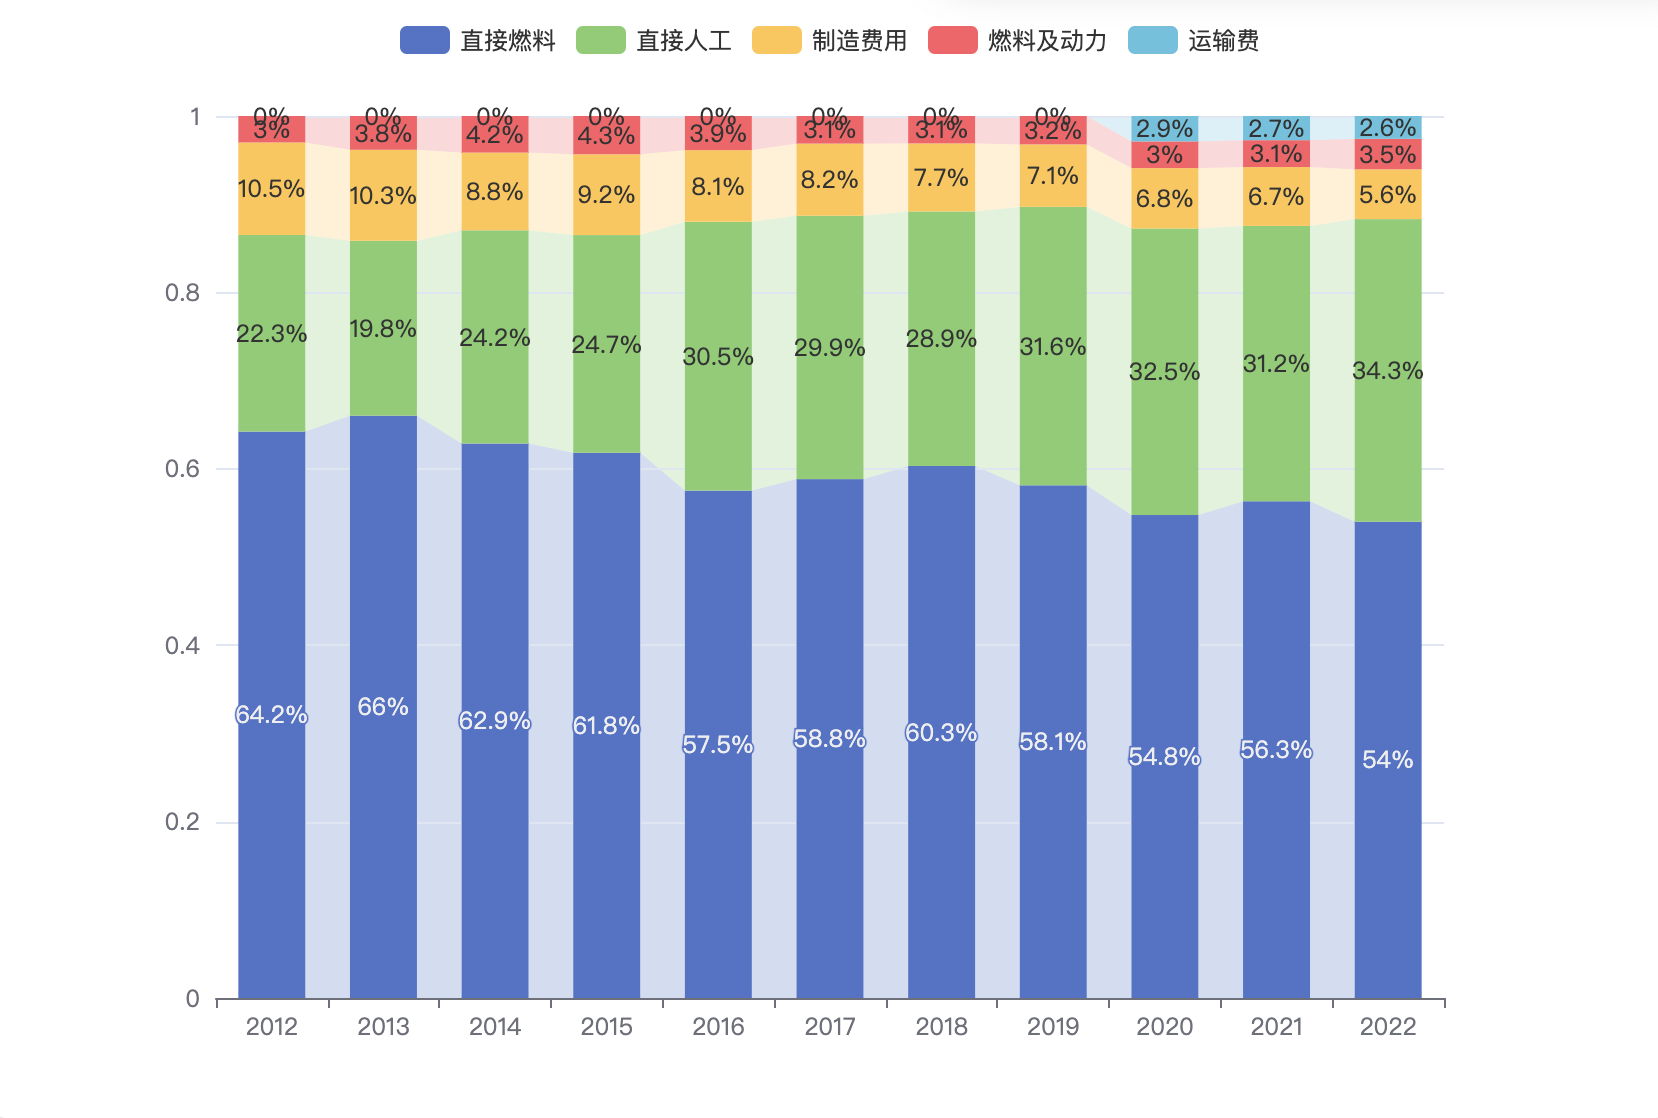 直接燃料 直接人工 制造费用 燃料及动力 运输费
1
0% 0% 0% 0% 0% 0% 0% 0% 2.9% 2.7% 2.6%
3% 3.8% 4.2% 4.3% 3.9% 3.1% 3.1% 3.2% 3% 3.1% 3.5%
10.5% 10.3% 8.8% 9.2% 8.1% 8.2% 7.7% 7.1% 6.8% 6.7% 5.6%
0.8
22.3% 19.8% 24.2% 24.7% 30.5% 29.9% 28.9% 31.6% 32.5% 31.2% 34.3%
0.6
0.4
64.2% 66% 62.9% 61.8% 57.5% 58.8% 60.3% 58.1% 54.8% 56.3% 54%
0.2
0
2012 2013 2014 2015 2016 2017 2018 2019 2020 2021 2022